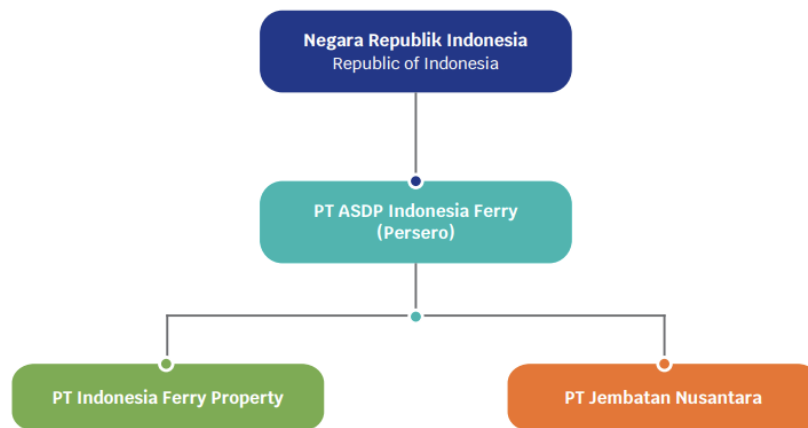 Negara Republik Indonesia
Republic of Indonesia
PT ASDP Indonesia Ferry
(Persero)
PT Indonesia Ferry Property
PT Jembatan Nusantara